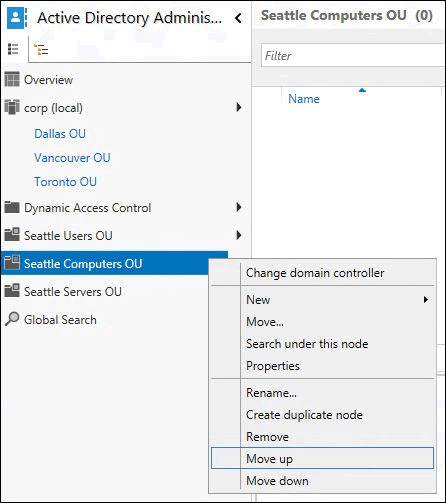 Active Directory Adminis...
Overview
corp (local)
Dallas OU
Vancouver OU
Toronto OU
Dynamic Access Control
Seattle Users OU
Seattle Computers OU
Seattle Servers OU
Global Search
Seattle Computers OU (0)
Filter
Name
Change domain controller
New
Move...
Search under this node
Properties
Rename...
Create duplicate node
Remove
Move up
Move down